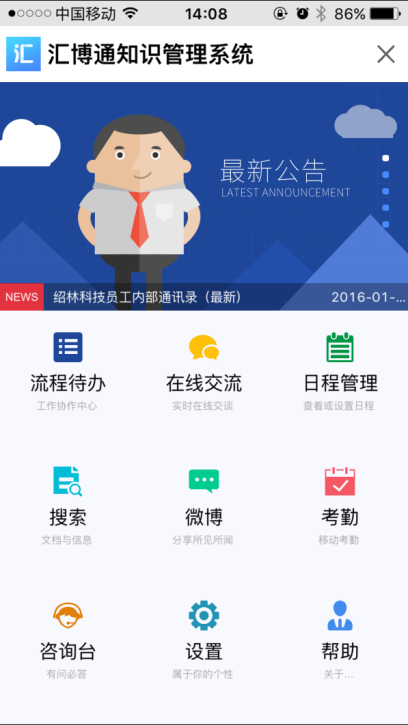 中国移动 14:08 86%
汇 汇博通知识管理系统
最新公告
LATEST ANNOUNCEMENT
NEWS 绍林科技员工内部通讯录（最新） 2016-01-...
流程待办 在线交流 日程管理
工作协作中心 实时在线交谈 查看或设置日程
搜索 微博 考勤
文档与信息 分享所见所闻 移动考勤
咨询台 设置 帮助
有问必答 属于你的个性 关于...